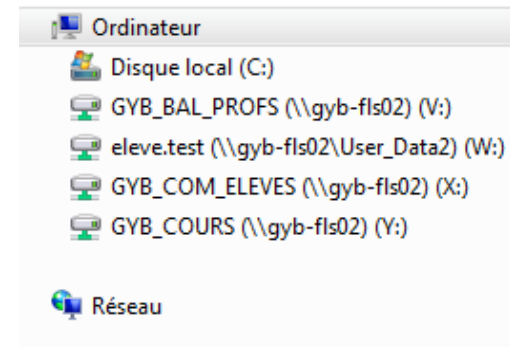 Ordinateur
Disque local (C:)
GYB_BAL_PROFS (\\gyb-fls02) (V:)
eleve.test (\\gyb-fls02\User_Data2) (W:)
GYB_COM_ELEVES (\\gyb-fls02) (X:)
GYB_COURS (\\gyb-fls02) (Y:)
Réseau